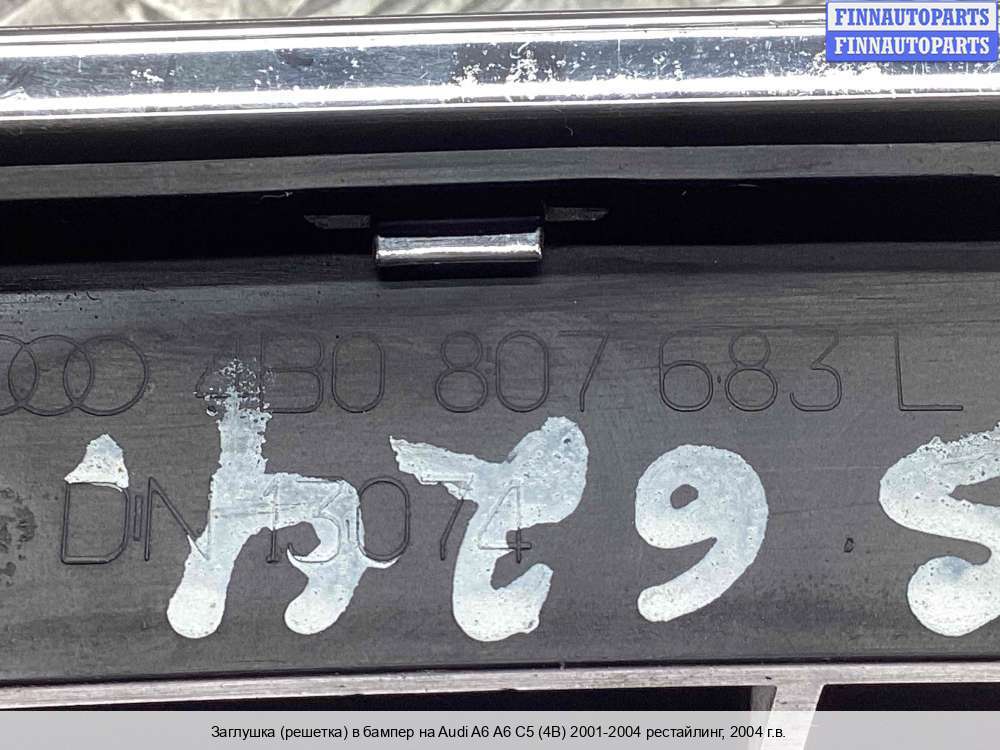 FINNAUTOPARTS
FINNAUTOPARTS
4B0 807 683 L
DIN 13074
Заглушка (решетка) в бампер на Audi A6 A6 C5 (4B) 2001-2004 рестайлинг, 2004 г.в.